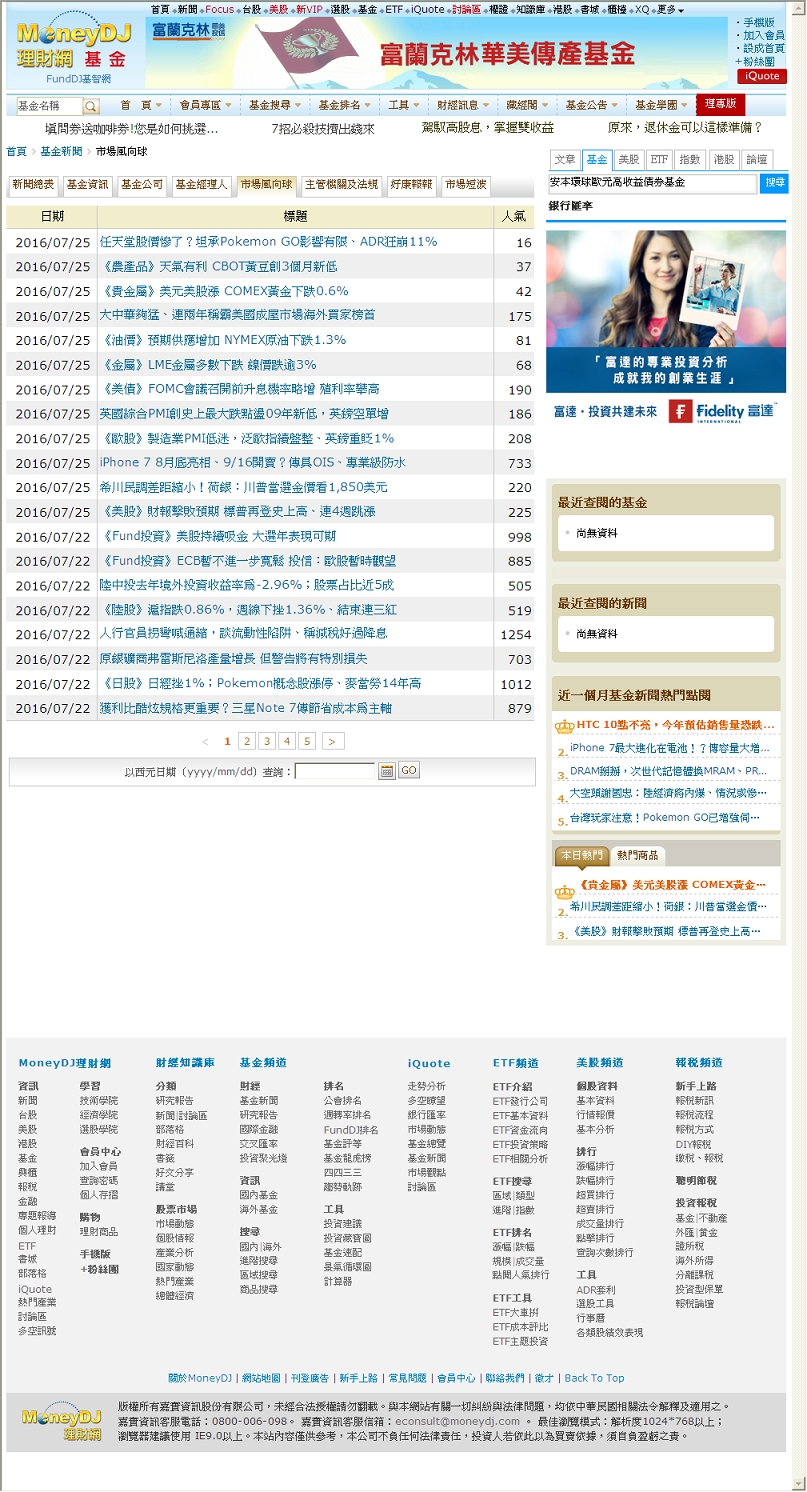 首頁 新聞 Focus 台股 美股 新VIP 選股 基金 ETF iQuote 討論區 權證 知識庫 港股 書城 櫃檯 XQ 更多
MoneyDJ
理財網 基金
FundDJ基智網
富蘭克林華美傳產基金
手機版
加入會員
設成首頁
+粉絲團
iQuote
基金名稱 首 頁 會員專區 基金搜尋 基金排名 工具 財經訊息 藏經閣 基金公告 基金學園 理專版
填問券送咖啡券!您是如何挑選... 7招必殺技擠出錢來 駕馭高股息，掌握雙收益 原來，退休金可以這樣準備？
首頁 > 基金新聞 > 市場風向球
文章 基金 美股 ETF 指數 港股 論壇
新聞總表 基金資訊 基金公司 基金經理人 市場風向球 主管機關及法規 好康報報 市場短波
安本環球歐元高收益債券基金 搜尋
銀行匯率
日期 標題 人氣
2016/07/25 任天堂股價慘了？坦承Pokemon GO影響有限、ADR狂崩11% 16
2016/07/25 《農產品》天氣有利 CBOT黃豆創3個月新低 37
2016/07/25 《貴金屬》美元美股漲 COMEX黃金下跌0.6% 42
2016/07/25 大中華夠猛、連兩年稱霸美國成屋市場海外買家榜首 175
2016/07/25 《油價》預期供應增加 NYMEX原油下跌1.3% 81
2016/07/25 《金屬》LME金屬多數下跌 鎳價跌逾3% 68
2016/07/25 《美債》FOMC會議召開前升息機率略增 殖利率攀高 190
2016/07/25 英國綜合PMI創史上最大跌點盪09年新低，英鎊空單增 186
2016/07/25 《歐股》製造業PMI低迷，泛歐指續盤整、英鎊重貶1% 208
2016/07/25 iPhone 7 8月底亮相、9/16開賣？傳具OIS、專業級防水 733
2016/07/25 希川民調差距縮小！荷銀：川普當選金價看1,850美元 220
2016/07/25 《美股》財報擊敗預期 標普再登史上高、連4週跳漲 225
2016/07/22 《Fund投資》美股持續吸金 大選年表現可期 998
2016/07/22 《Fund投資》ECB暫不進一步寬鬆 投信：歐股暫時觀望 885
2016/07/22 陸中投去年境外投資收益率為-2.96%；股票占比近5成 505
2016/07/22 《陸股》滬指跌0.86%，週線下挫1.36%、結束連三紅 519
2016/07/22 人行官員拐彎喊通縮，談流動性陷阱、稱減稅好過降息 1254
2016/07/22 原鋁礦商弗雷斯尼洛產量增長 但警告將有特別損失 703
2016/07/22 《日股》日經挫1%；Pokemon概念股漲停、麥當勞14年高 1012
2016/07/22 獲利比酷炫規格更重要？三星Note 7傳節省成本為主軸 879
< 1 2 3 4 5 >
以西元日期 (yyyy/mm/dd) 查詢： GO
「富達的專業投資分析
成就我的創業生涯」
富達・投資共建未來 Fidelity 富達
INTERNATIONAL
最近查閱的基金
尚無資料
最近查閱的新聞
尚無資料
近一個月基金新聞熱門點閱
HTC 10點不亮，今年預估銷售量恐跌...
2. iPhone 7最大進化在電池！？傳容量大增...
3. DRAM掰掰，次世代記憶體換MRAM、PR...
4. 大空頭謝國忠：陸經濟將內爆、情況或慘...
5. 台灣玩家注意！Pokemon GO已增強伺...
本日熱門 熱門商品
《貴金屬》美元美股漲 COMEX黃金...
2. 希川民調差距縮小！荷銀：川普當選金價...
3. 《美股》財報擊敗預期 標普再登史上高...
MoneyDJ理財網
資訊
新聞
台股
美股
港股
基金
興櫃
報稅
金融
專題報導
個人理財
ETF
書城
部落格
iQuote
熱門產業
討論區
多空訊號
學習
技術學院
經濟學院
選股學院
會員中心
加入會員
查詢密碼
個人存摺
購物
理財商品
手機版
+粉絲團
財經知識庫
分類
研究報告
新聞|討論區
部落格
財經百科
書籤
好文分享
講堂
股票市場
市場動態
個股情報
產業分析
國家動態
熱門產業
總體經濟
基金頻道
財經
基金新聞
研究報告
國際金融
交叉匯率
投資聚光燈
資訊
國內基金
海外基金
搜尋
國內|海外
進階搜尋
區域搜尋
商品搜尋
排名
公會排名
週轉率排名
FundDJ排名
基金評等
基金龍虎榜
四四三三
趨勢軌跡
工具
投資建議
投資藏寶圖
基金速配
景氣循環圖
計算器
iQuote
走勢分析
多空瞭望
銀行匯率
市場動態
基金總覽
基金新聞
市場觀點
討論區
ETF頻道
ETF介紹
ETF發行公司
ETF基本資料
ETF資金流向
ETF投資策略
ETF相關分析
ETF搜尋
區域|類型
進階|指數
ETF排名
漲幅|跌幅
規模|成交量
點閱人氣排行
ETF工具
ETF大車拚
ETF成本評比
ETF主題投資
美股頻道
個股資料
基本資料
行情報價
基本分析
排行
漲幅排行
跌幅排行
超買排行
超賣排行
成交量排行
點擊排行
查詢次數排行
工具
ADR套利
選股工具
行事曆
各類股績效表現
報稅頻道
新手上路
報稅新訊
報稅流程
報稅方式
DIY報稅
繳稅、報稅
聰明節稅
投資報稅
基金|不動產
外匯|黃金
證所稅
海外所得
分離課稅
投資型保單
報稅論壇
關於MoneyDJ | 網站地圖 | 刊登廣告 | 新手上路 | 常見問題 | 會員中心 | 聯絡我們 | 徵才 | Back To Top
MoneyDJ
理財網
版權所有嘉實資訊股份有限公司，未經合法授權請勿翻載。與本網站有關一切糾紛與法律問題，均依中華民國相關法令解釋及適用之。
嘉實資訊客服電話：0800-006-098。 嘉實資訊客服信箱：econsult@moneydj.com 。 最佳瀏覽模式：解析度1024*768以上；
瀏覽器建議使用 IE9.0以上。本站內容僅供參考，本公司不負任何法律責任，投資人若依此以為買賣依據，須自負盈虧之責。